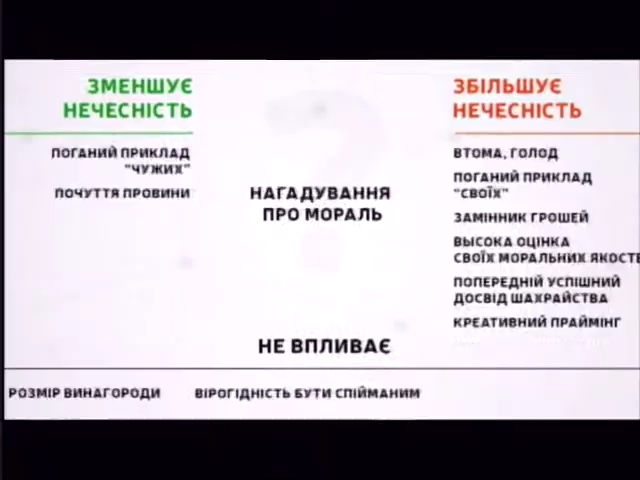 ЗМЕНШУЄ
НЕЧЕСНІСТЬ
ПОГАНИЙ ПРИКЛАД
"ЧУЖИХ"
ПОЧУТТЯ ПРОВИНИ
НАГАДУВАННЯ
ПРО МОРАЛЬ
ЗБІЛЬШУЄ
НЕЧЕСНІСТЬ
ВТОМА, ГОЛОД
ПОГАНИЙ ПРИКЛАД
"СВОЇХ"
ЗАМІННИК ГРОШЕЙ
ВИСОКА ОЦІНКА
СВОЇХ МОРАЛЬНИХ ЯКОСТЕ
ПОПЕРЕДНІЙ УСПІШНИЙ
ДОСВІД ШАХРАЙСТВА
КРЕАТИВНИЙ ПРАЙМІНГ
НЕ ВПЛИВАЄ
РОЗМІР ВИНАГОРОДИ
ВІРОГІДНІСТЬ БУТИ СПІЙМАНИМ